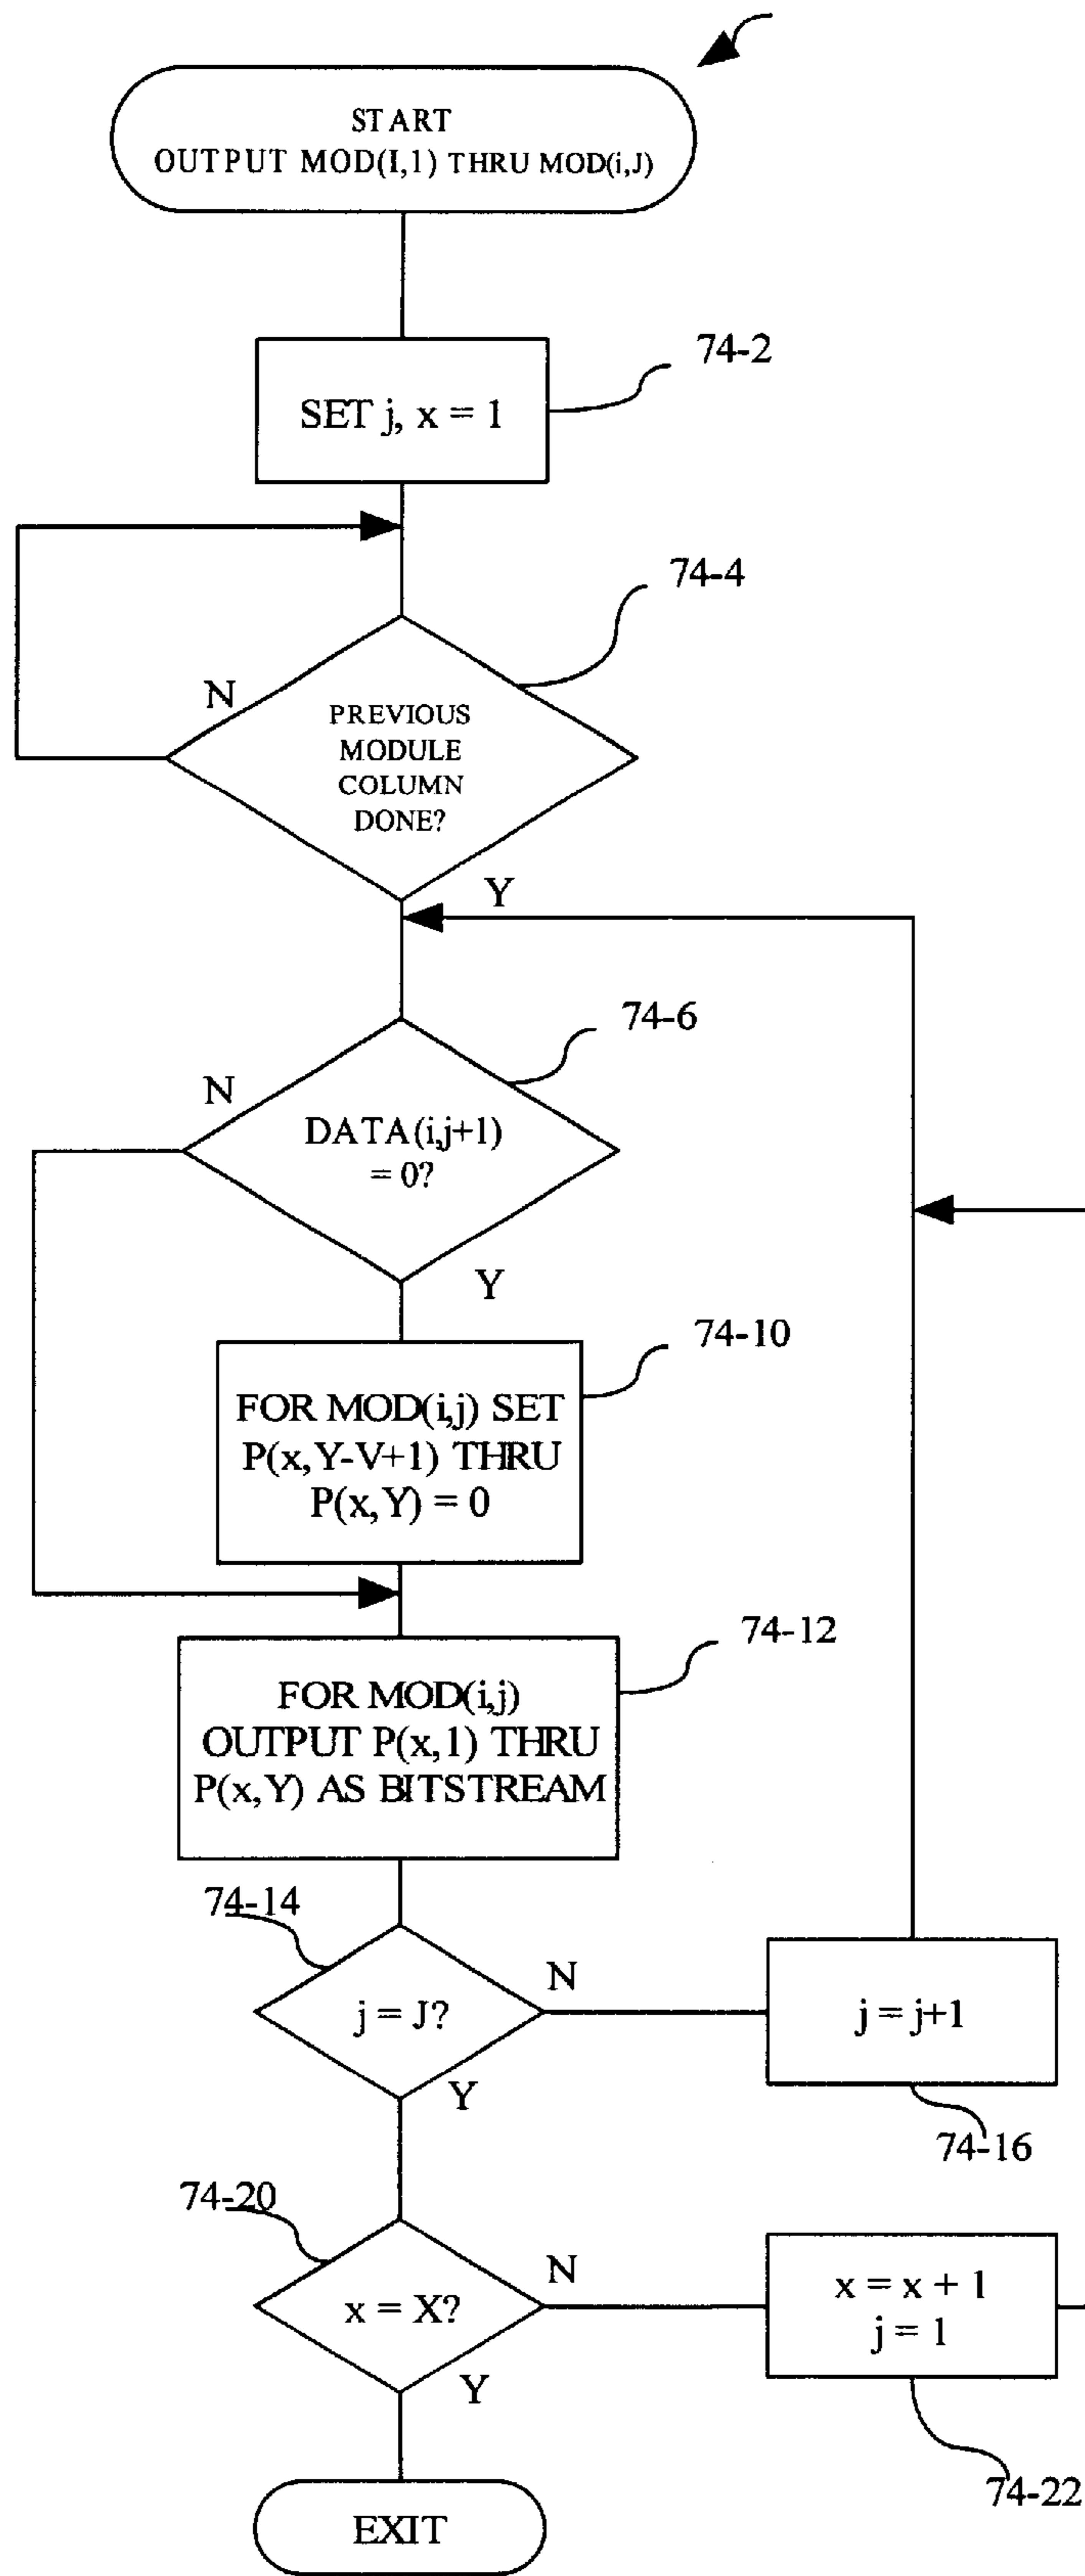 START
OUTPUT MOD(I,1) THRU MOD(i,J)
74-2
SET j, x = 1
74-4
N
PREVIOUS
MODULE
COLUMN
DONE?
Y
74-6
N
DATA(i,j+1)
= 0?
Y
74-10
FOR MOD(i,j) SET
P(x,Y-V+1) THRU
P(x,Y) = 0
74-12
FOR MOD(i,j)
OUTPUT P(x,1) THRU
P(x,Y) AS BITSTREAM
74-14
j = J?
N
j = j+1
Y
74-16
74-20
x = X?
N
x = x + 1
j = 1
Y
74-22
EXIT